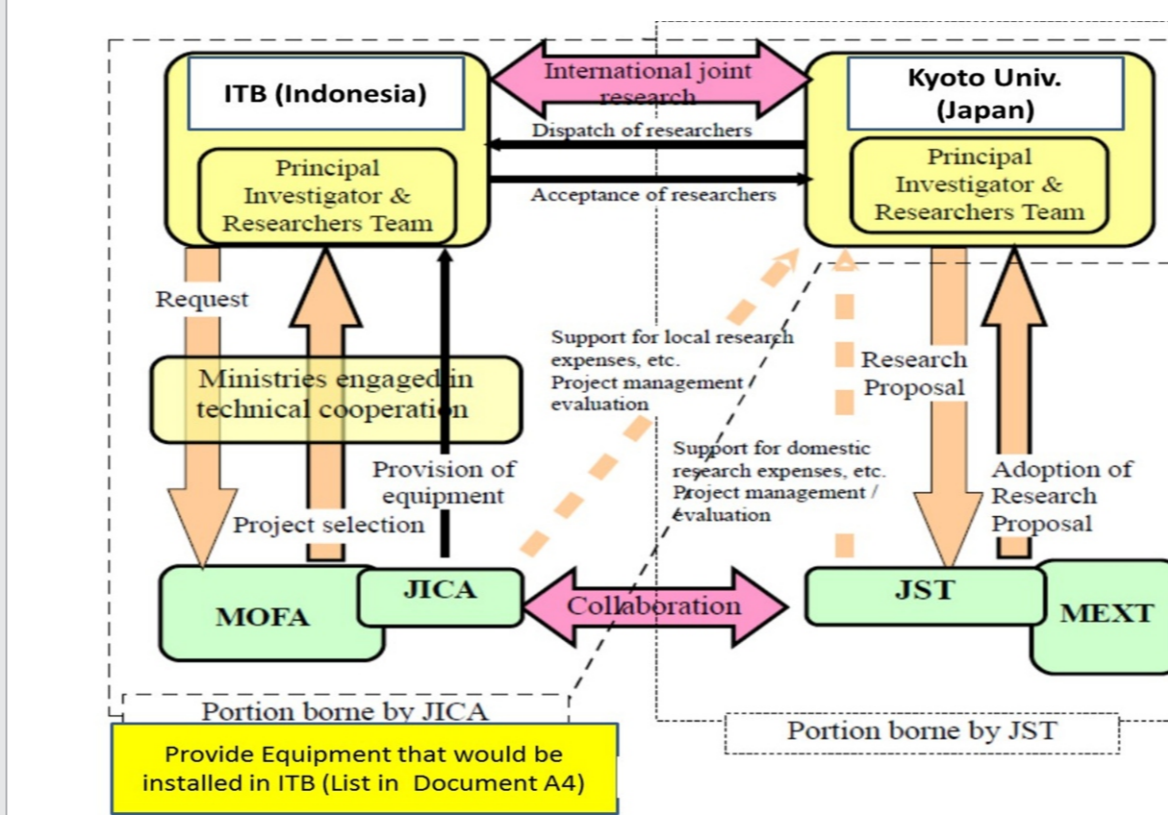 ITB (Indonesia)
Principal
Investigator &
Researchers Team
International joint
research
Dispatch of researchers
Acceptance of researchers
Kyoto Univ.
(Japan)
Principal
Investigator &
Researchers Team
Request
Ministries engaged in
technical cooperation
Provision of
equipment
Project selection
Support for local research
expenses, etc.
Project management /
evaluation
Support for domestic
research expenses, etc.
Project management /
evaluation
Research
Proposal
Adoption of
Research
Proposal
MOFA
JICA
Collaboration
JST
MEXT
Portion borne by JICA
Portion borne by JST
Provide Equipment that would be
installed in ITB (List in Document A4)